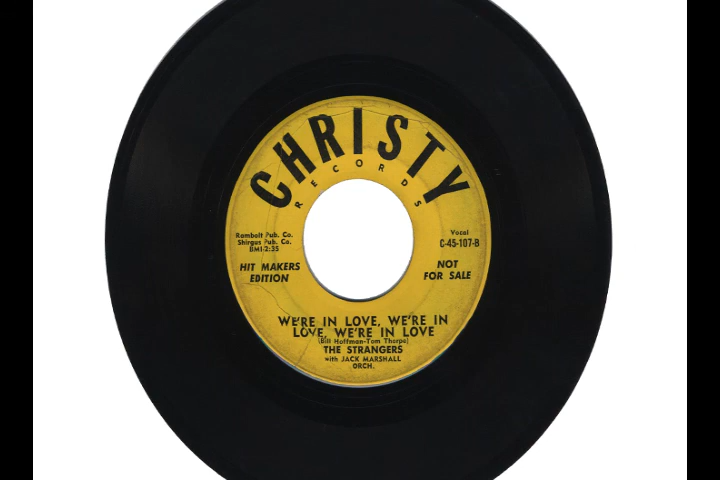 CHRISTY
RECORDS
Rambolt Pub. Co.
Shirgus Pub. Co.
BMI-2:35
Vocal
C-45-107-B
HIT MAKERS
EDITION
NOT
FOR SALE
WE'RE IN LOVE, WE'RE IN
LOVE, WE'RE IN LOVE
(Bill Hoffman-Tom Thorpe)
THE STRANGERS
with JACK MARSHALL
ORCH.